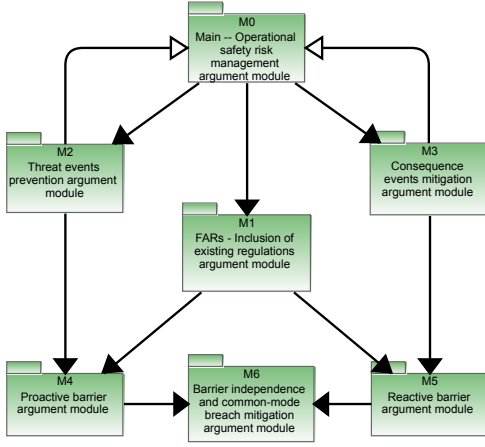 M0
Main -- Operational
safety risk
management
argument module
M2
Threat events
prevention argument
module
M3
Consequence
events mitigation
argument module
M1
FARs - Inclusion of
existing regulations
argument module
M4
Proactive barrier
argument module
M6
Barrier independence
and common-mode
breach mitigation
argument module
M5
Reactive barrier
argument module